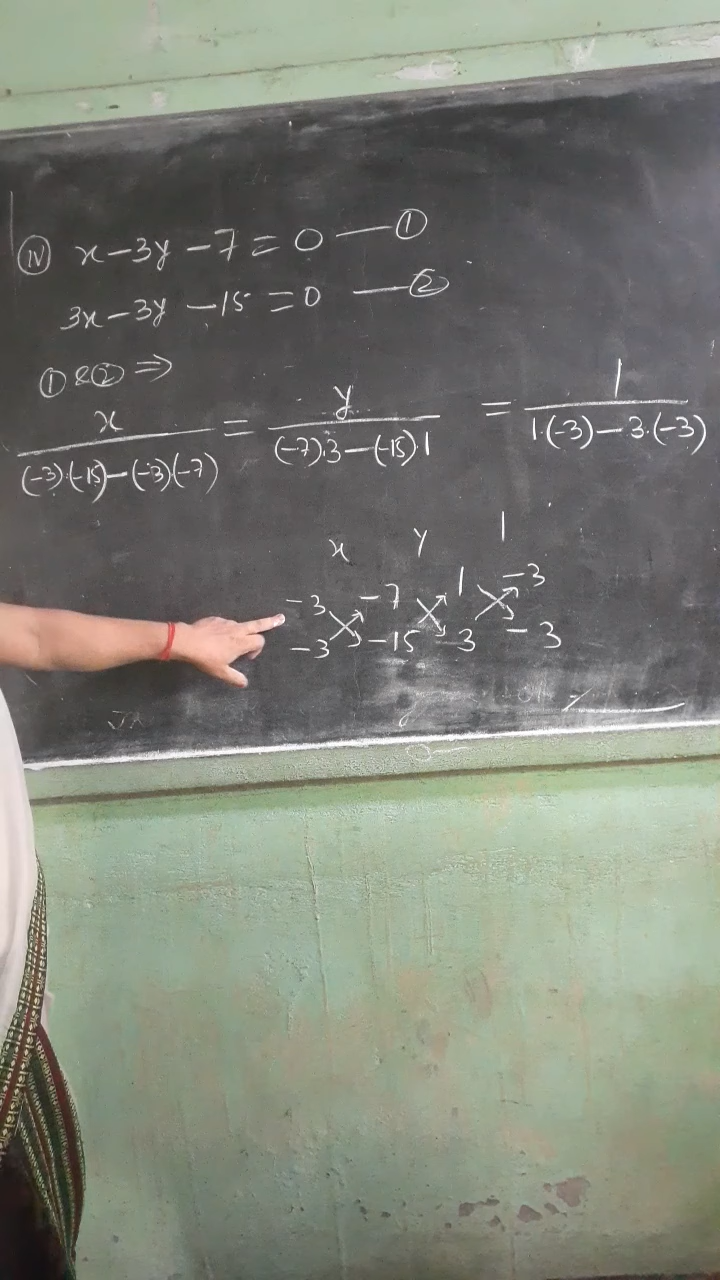 (iv) x – 3y – 7 = 0 — ①
3x – 3y – 15 = 0 — ②
① & ② ⇒
x / (-3)·(-15) – (-3)(-7) = y / (-7)·3 – (-15)·1 = 1 / 1·(-3) – 3·(-3)
x y 1
-3 -7 1 -3
-3 -15 3 -3